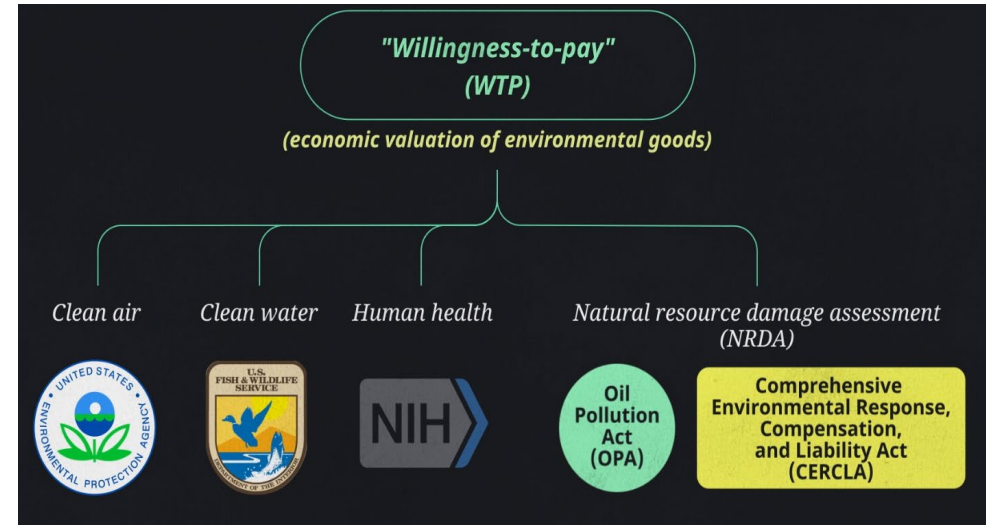 "Willingness-to-pay"
(WTP)
(economic valuation of environmental goods)
Clean air
Clean water
Human health
Natural resource damage assessment
(NRDA)
UNITED STATES
ENVIRONMENTAL PROTECTION AGENCY
U.S.
FISH & WILDLIFE
SERVICE
DEPARTMENT OF THE INTERIOR
NIH
Oil
Pollution
Act
(OPA)
Comprehensive
Environmental Response,
Compensation,
and Liability Act
(CERCLA)